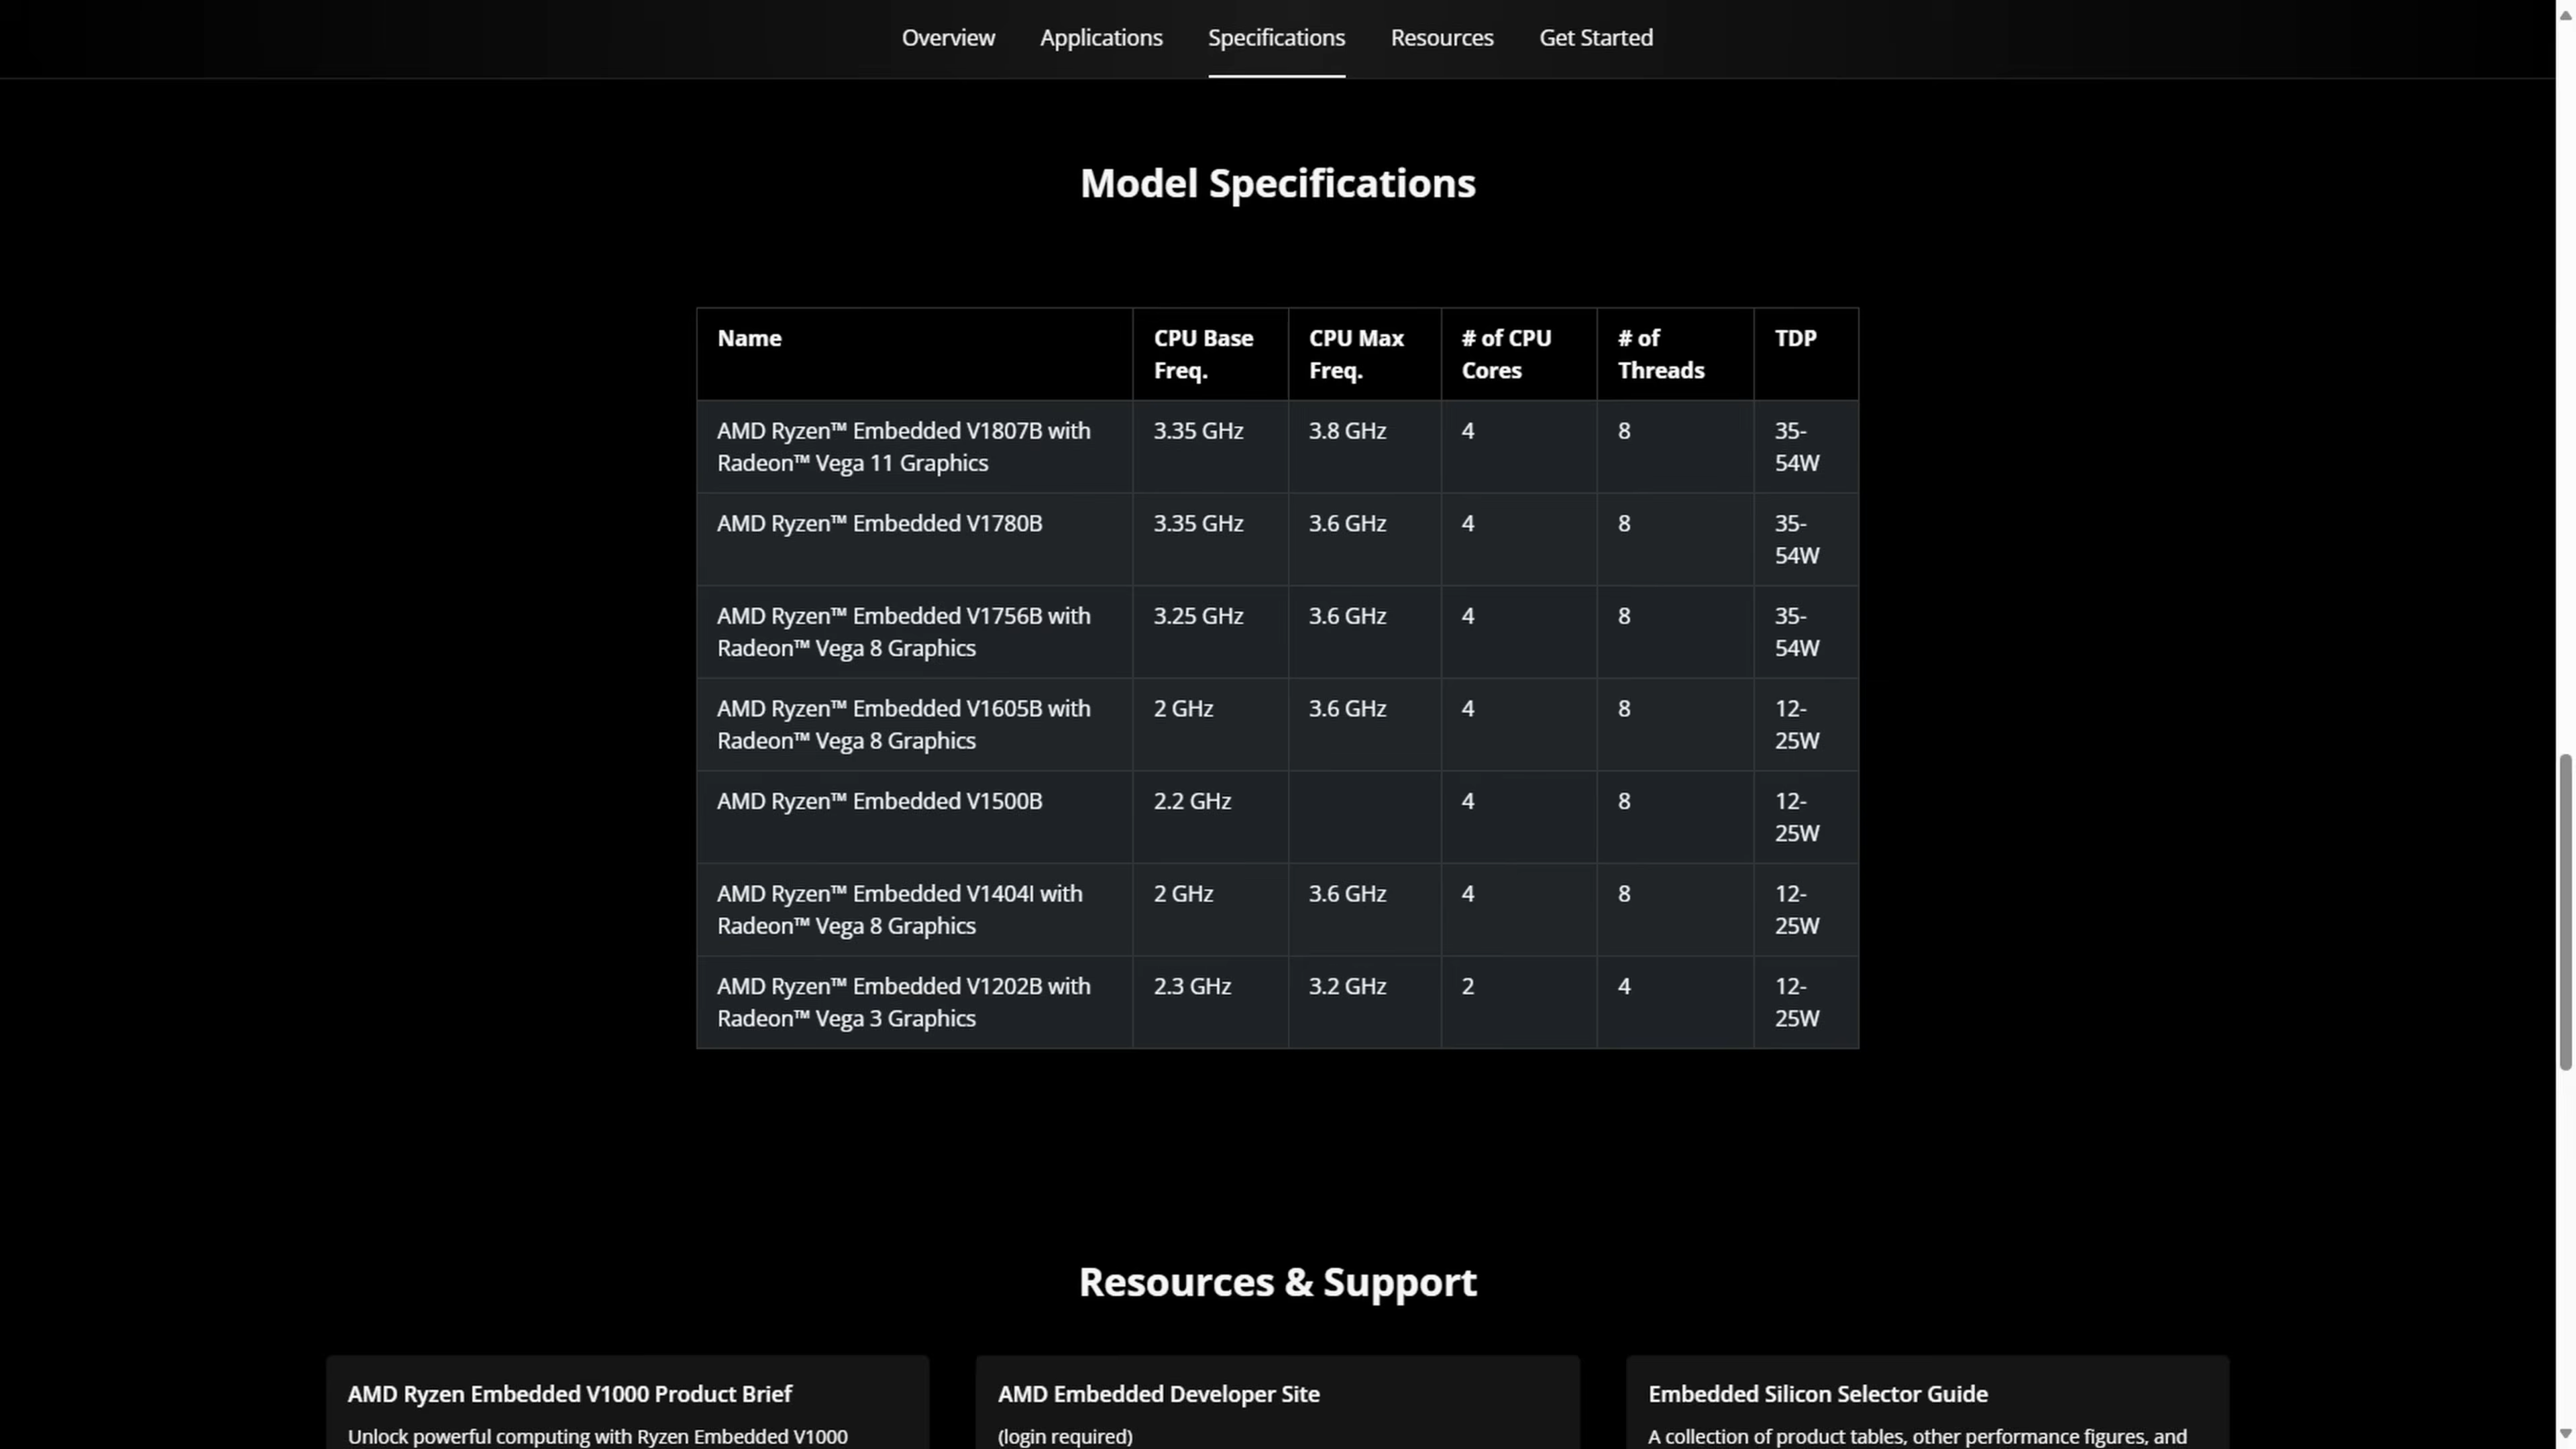 Overview Applications Specifications Resources Get Started
Model Specifications
Name CPU Base Freq. CPU Max Freq. # of CPU Cores # of Threads TDP
AMD Ryzen™ Embedded V1807B with Radeon™ Vega 11 Graphics 3.35 GHz 3.8 GHz 4 8 35-54W
AMD Ryzen™ Embedded V1780B 3.35 GHz 3.6 GHz 4 8 35-54W
AMD Ryzen™ Embedded V1756B with Radeon™ Vega 8 Graphics 3.25 GHz 3.6 GHz 4 8 35-54W
AMD Ryzen™ Embedded V1605B with Radeon™ Vega 8 Graphics 2 GHz 3.6 GHz 4 8 12-25W
AMD Ryzen™ Embedded V1500B 2.2 GHz 4 8 12-25W
AMD Ryzen™ Embedded V1404I with Radeon™ Vega 8 Graphics 2 GHz 3.6 GHz 4 8 12-25W
AMD Ryzen™ Embedded V1202B with Radeon™ Vega 3 Graphics 2.3 GHz 3.2 GHz 2 4 12-25W
Resources & Support
AMD Ryzen Embedded V1000 Product Brief
Unlock powerful computing with Ryzen Embedded V1000
AMD Embedded Developer Site
(login required)
Embedded Silicon Selector Guide
A collection of product tables, other performance figures, and